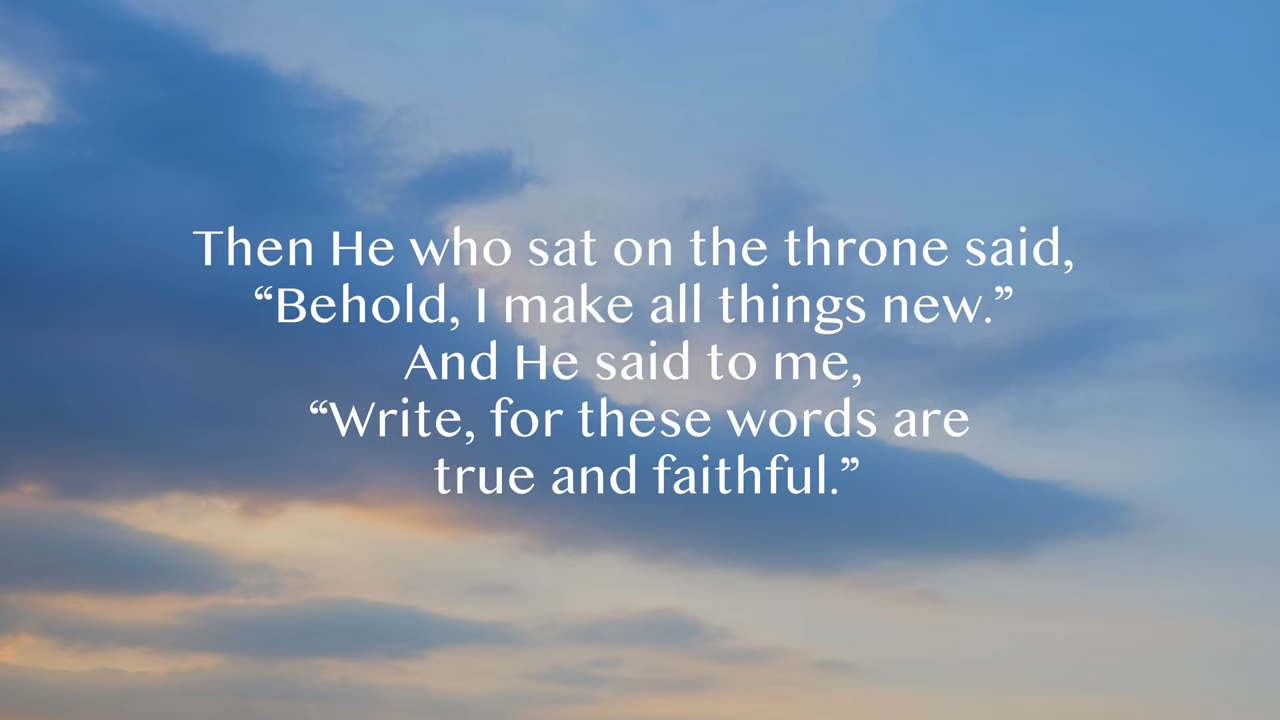 Then He who sat on the throne said,
“Behold, I make all things new.”
And He said to me,
“Write, for these words are
true and faithful.”